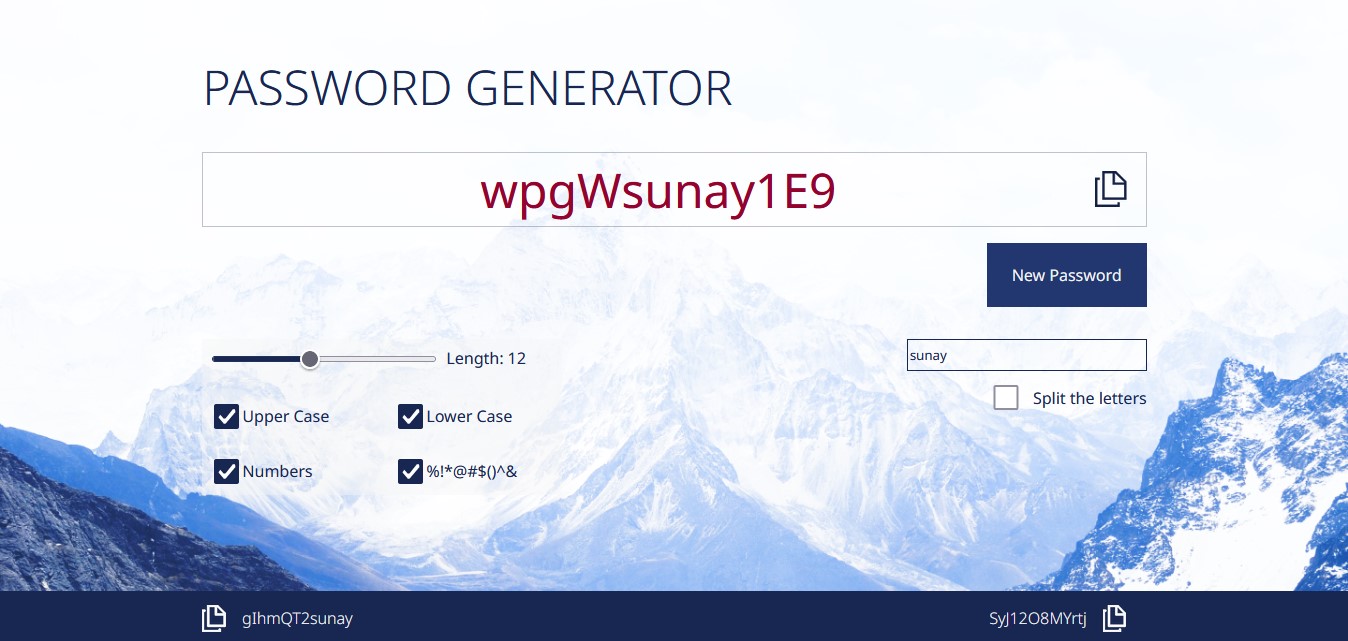 PASSWORD GENERATOR
wpgWsunay1E9
New Password
Length: 12
sunay
Upper Case
Lower Case
Split the letters
Numbers
%!*@#$()^&
gIhmQT2sunay
SyJ12O8MYrtj